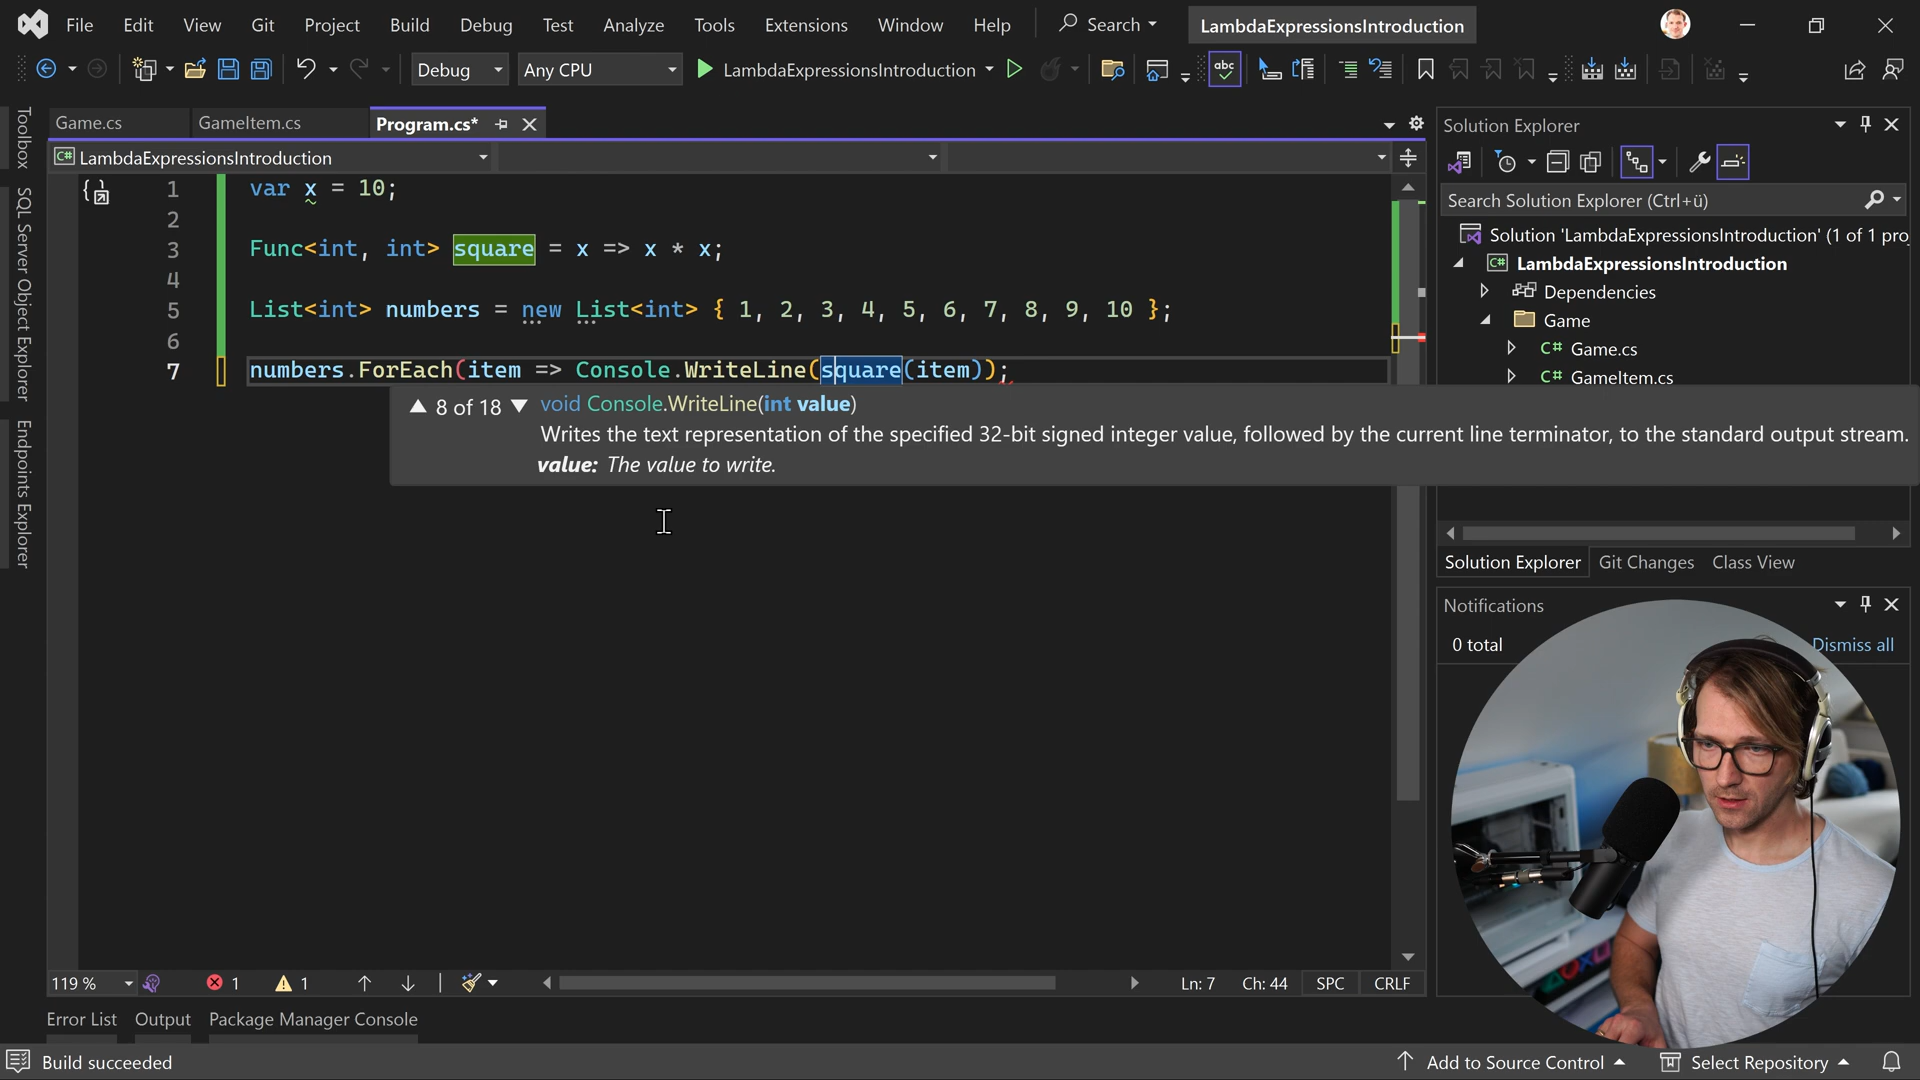 File Edit View Git Project Build Debug Test Analyze Tools Extensions Window Help Search LambdaExpressionsIntroduction
Debug Any CPU LambdaExpressionsIntroduction abc
Toolbox
SQL Server Object Explorer
Endpoints Explorer
Game.cs GameItem.cs Program.cs*
C# LambdaExpressionsIntroduction
1 var x = 10;
2
3 Func<int, int> square = x => x * x;
4
5 List<int> numbers = new List<int> { 1, 2, 3, 4, 5, 6, 7, 8, 9, 10 };
6
7 numbers.ForEach(item => Console.WriteLine(square(item));
8 of 18 void Console.WriteLine(int value)
Writes the text representation of the specified 32-bit signed integer value, followed by the current line terminator, to the standard output stream.
value: The value to write.
Solution Explorer
Search Solution Explorer (Ctrl+ü)
Solution 'LambdaExpressionsIntroduction' (1 of 1 pro
C# LambdaExpressionsIntroduction
Dependencies
Game
C# Game.cs
C# GameItem.cs
Solution Explorer Git Changes Class View
Notifications
0 total Dismiss all
119 % 1 1 Ln: 7 Ch: 44 SPC CRLF
Error List Output Package Manager Console
Build succeeded Add to Source Control Select Repository